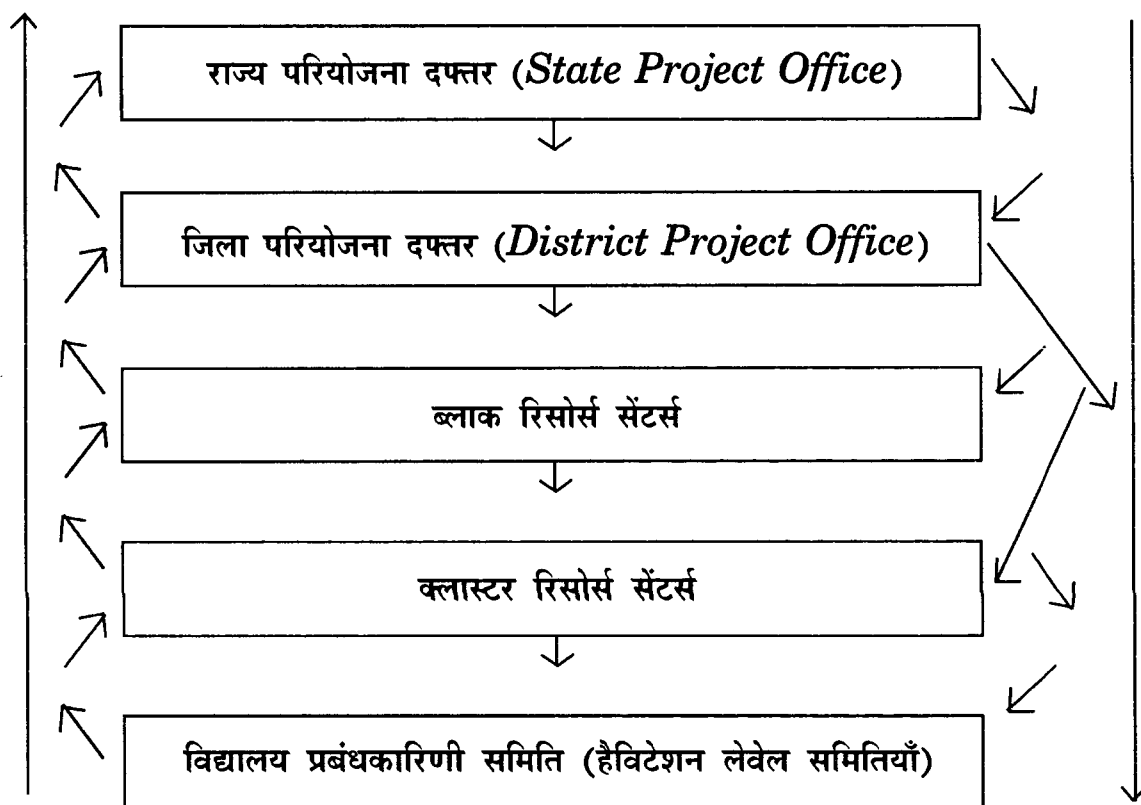 राज्य परियोजना दफ्तर (State Project Office)
जिला परियोजना दफ्तर (District Project Office)
ब्लाक रिसोर्स सेंटर्स
क्लास्टर रिसोर्स सेंटर्स
विद्यालय प्रबंधकारिणी समिति (हैविटेशन लेवेल समितियाँ)